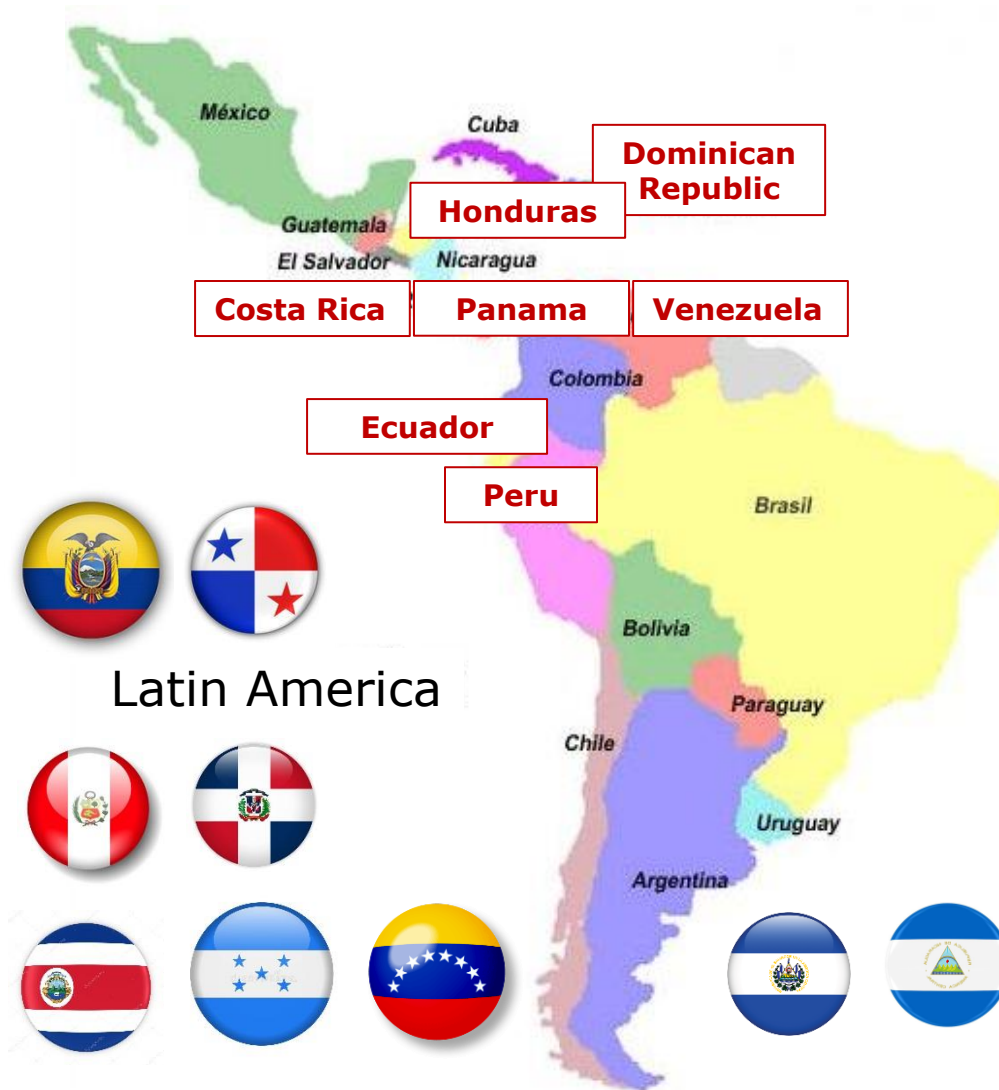 México
Cuba
Dominican
Republic
Honduras
Guatemala
El Salvador
Nicaragua
Costa Rica
Panama
Venezuela
Colombia
Ecuador
Peru
Brasil
Bolivia
Latin America
Paraguay
Chile
Uruguay
Argentina